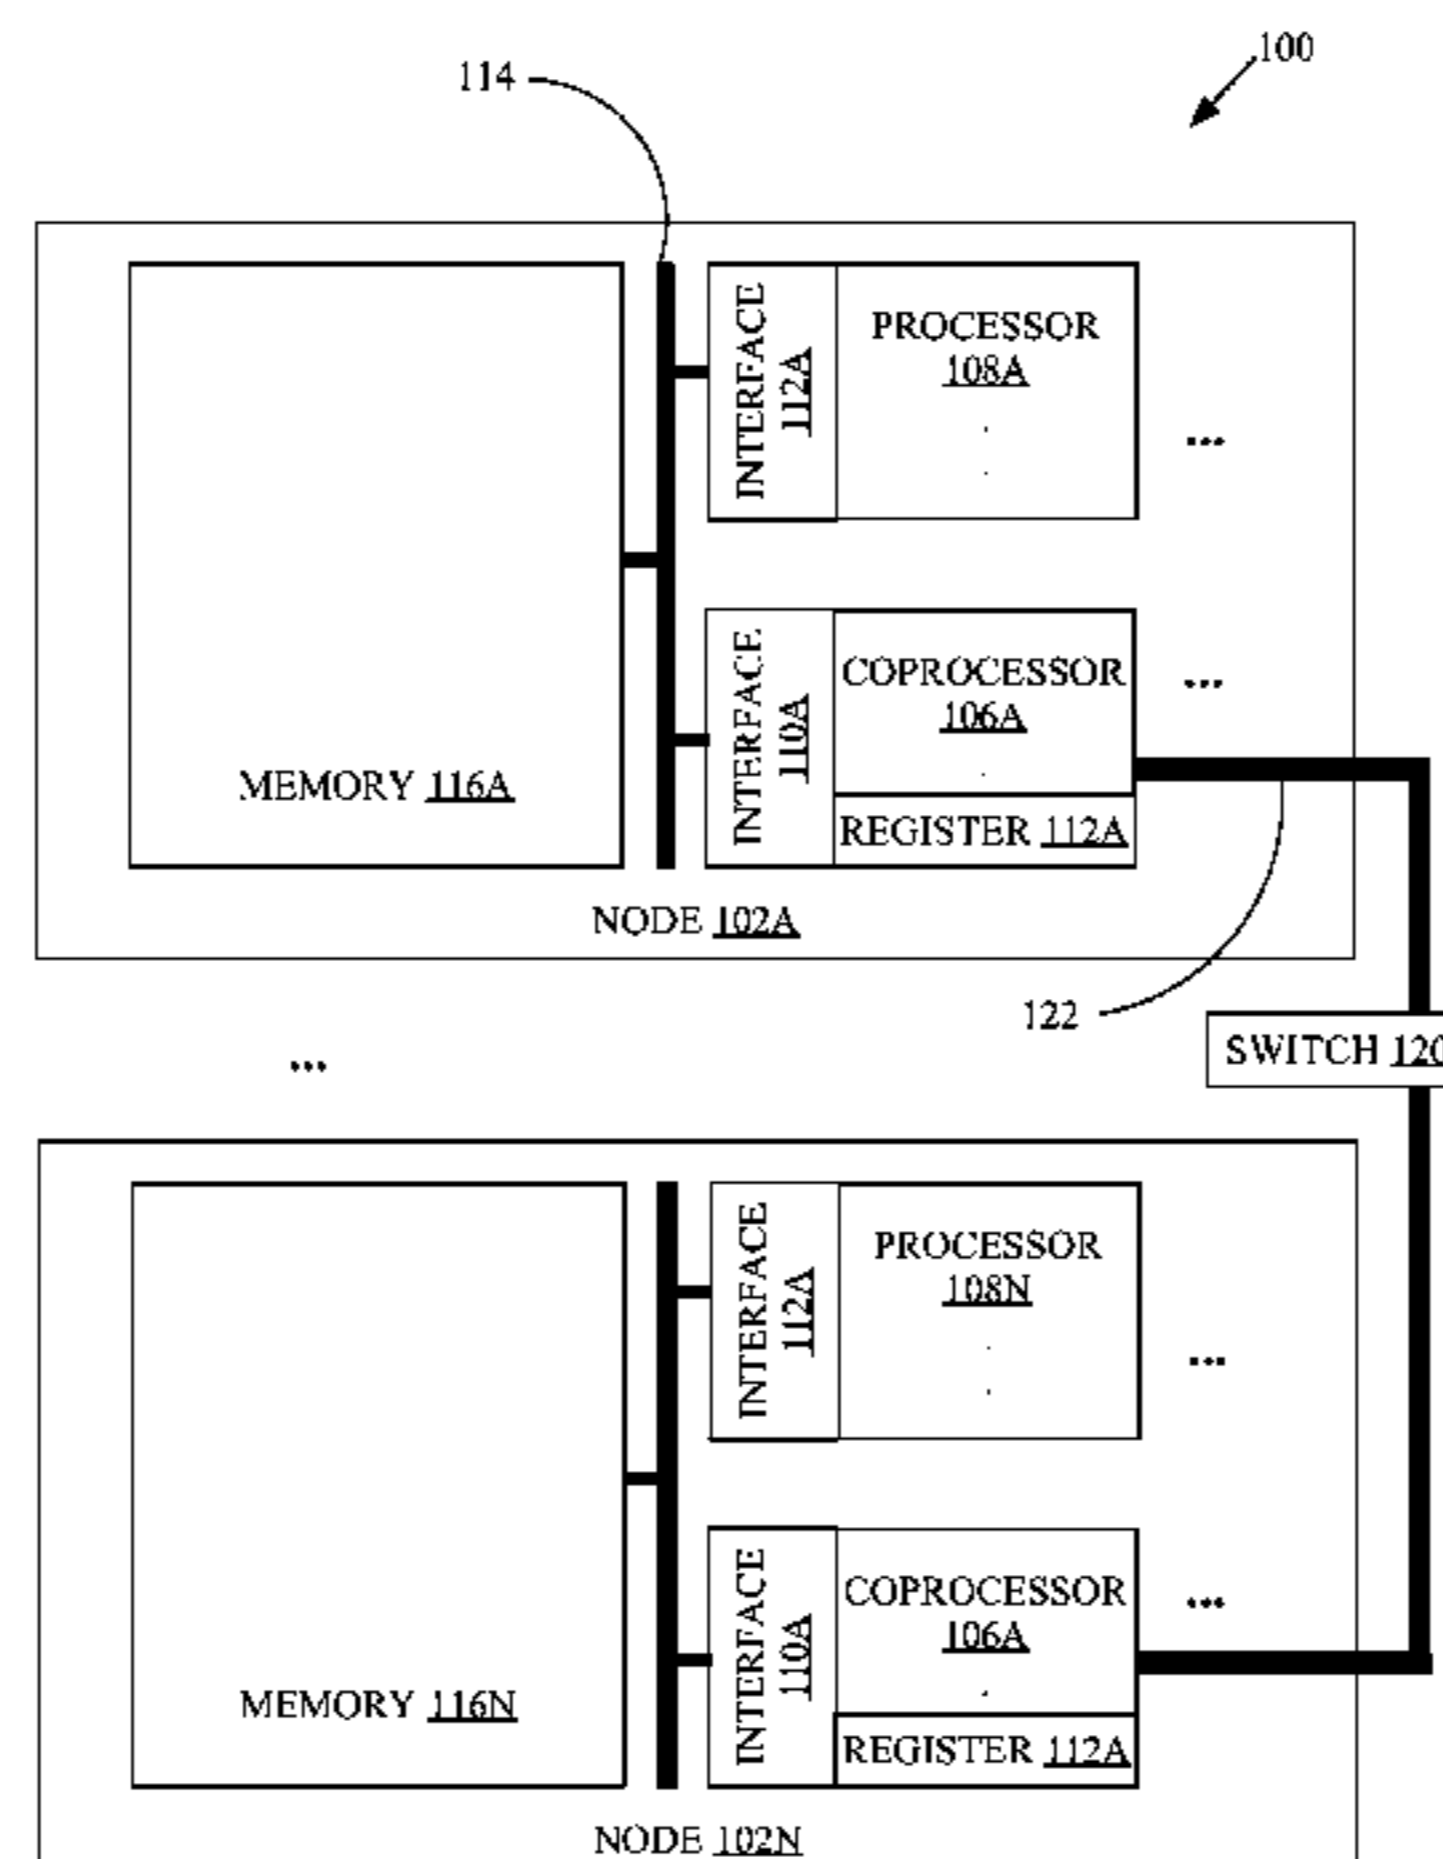 100
114
INTERFACE
112A
PROCESSOR
108A
...
INTERFACE
110A
COPROCESSOR
106A
...
MEMORY 116A
REGISTER 112A
NODE 102A
122
SWITCH 120
...
INTERFACE
112A
PROCESSOR
108N
...
INTERFACE
110A
COPROCESSOR
106A
...
MEMORY 116N
REGISTER 112A
NODE 102N